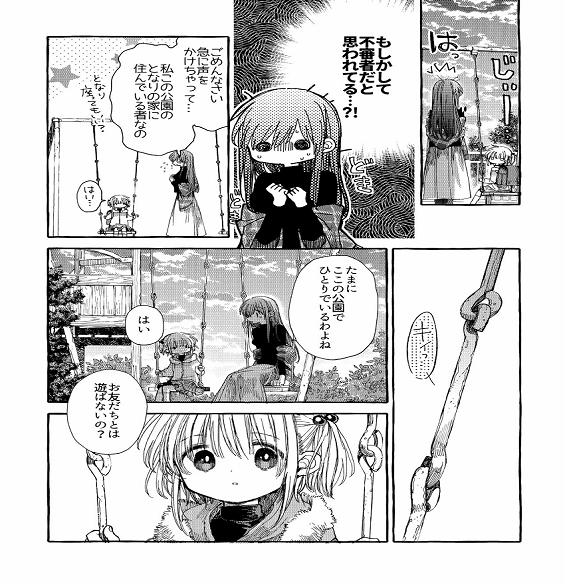 じーーー…
はっ
もしかして
不審者だと
思われてる…?!
どき
どき
ごめんなさい
急に声を
かけちゃって…
私この公園の
となりの家に
住んでいる者なの
となり
座ってもいい?
はい…
キィ…
たまに
ここの公園で
ひとりでいるわよね
はい
お友だちとは
遊ばないの?